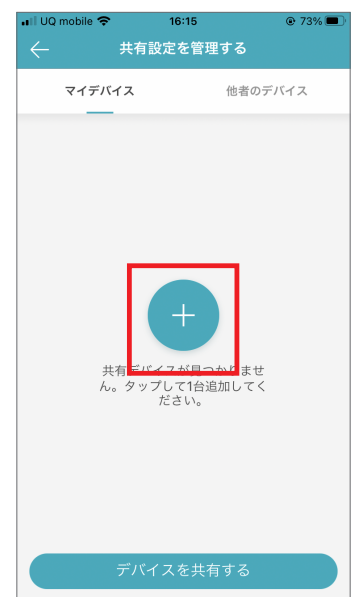 UQ mobile 16:15 73%
共有設定を管理する
マイデバイス 他者のデバイス
共有デバイスが見つかりませ
ん。タップして1台追加してく
ださい。
デバイスを共有する